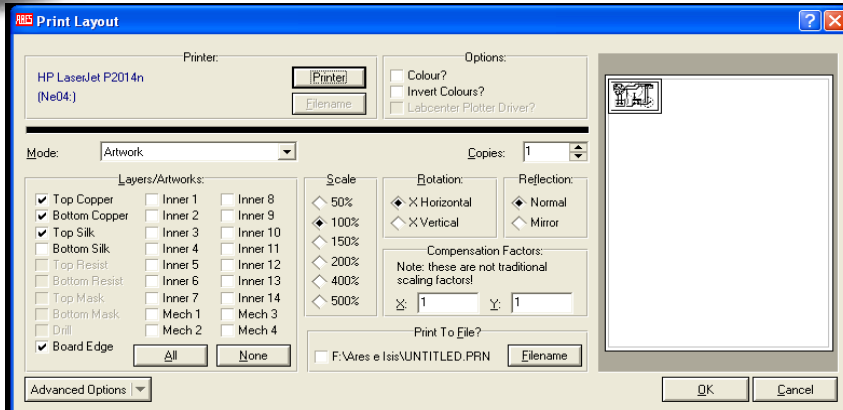 ARES Print Layout
Printer:
HP LaserJet P2014n
(Ne04:)
Printer
Filename
Options:
Colour?
Invert Colours?
Labcenter Plotter Driver?
Mode: Artwork
Copies: 1
Layers/Artworks:
Top Copper Inner 1 Inner 8
Bottom Copper Inner 2 Inner 9
Top Silk Inner 3 Inner 10
Bottom Silk Inner 4 Inner 11
Top Resist Inner 5 Inner 12
Bottom Resist Inner 6 Inner 13
Top Mask Inner 7 Inner 14
Bottom Mask Mech 1 Mech 3
Drill Mech 2 Mech 4
Board Edge All None
Scale
50%
100%
150%
200%
400%
500%
Rotation:
X Horizontal
X Vertical
Reflection:
Normal
Mirror
Compensation Factors:
Note: these are not traditional
scaling factors!
X: 1 Y: 1
Print To File?
F:\Ares e Isis\UNTITLED.PRN Filename
Advanced Options
OK Cancel